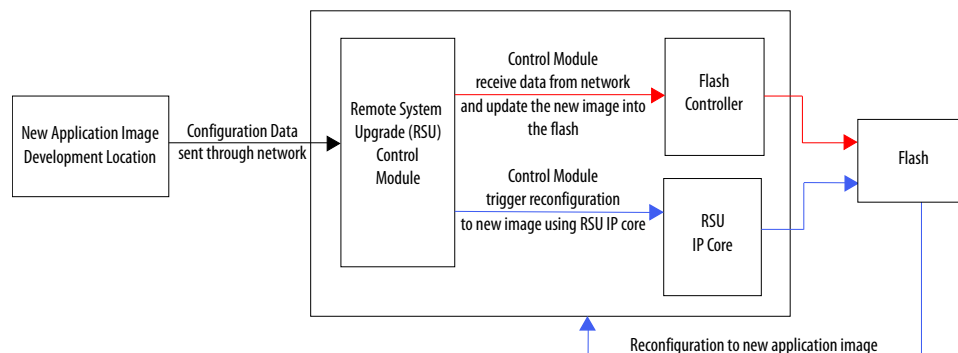 New Application Image
Development Location
Configuration Data
sent through network
Remote System
Upgrade (RSU)
Control
Module
Control Module
receive data from network
and update the new image into
the flash
Flash
Controller
Control Module
trigger reconfiguration
to new image using RSU IP core
RSU
IP Core
Flash
Reconfiguration to new application image